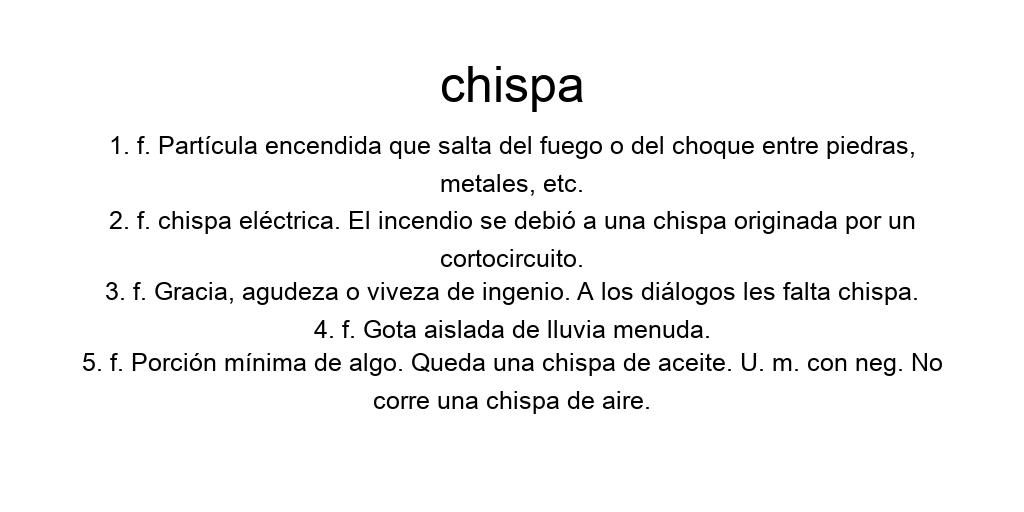 chispa
1. f. Partícula encendida que salta del fuego o del choque entre piedras,
metales, etc.
2. f. chispa eléctrica. El incendio se debió a una chispa originada por un
cortocircuito.
3. f. Gracia, agudeza o viveza de ingenio. A los diálogos les falta chispa.
4. f. Gota aislada de lluvia menuda.
5. f. Porción mínima de algo. Queda una chispa de aceite. U. m. con neg. No
corre una chispa de aire.